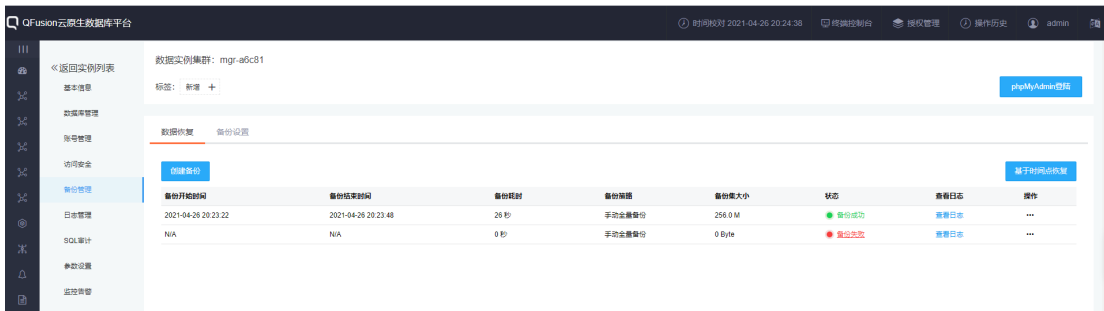 QFusion云原生数据库平台 时间校对 2021-04-26 20:24:38 终端控制台 授权管理 操作历史 admin
《返回实例列表
基本信息
数据库管理
账号管理
访问安全
备份管理
日志管理
SQL审计
参数设置
监控告警
数据实例集群: mgr-a6c81
标签: 新增 +
phpMyAdmin登陆
数据恢复 备份设置
创建备份 基于时间点恢复
备份开始时间 备份结束时间 备份耗时 备份策略 备份集大小 状态 查看日志 操作
2021-04-26 20:23:22 2021-04-26 20:23:48 26 秒 手动全量备份 256.0 M 备份成功 查看日志 •••
N/A N/A 0 秒 手动全量备份 0 Byte 备份失败 查看日志 •••